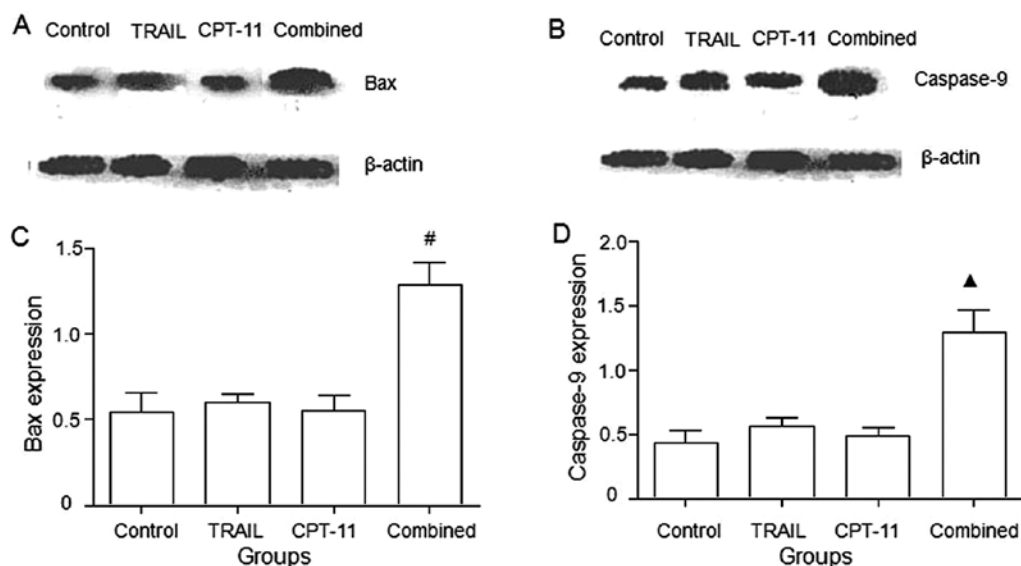 A
Control TRAIL CPT-11 Combined
Bax
β-actin
B
Control TRAIL CPT-11 Combined
Caspase-9
β-actin
C
#
1.5
1.0
0.5
0
Bax expression
Control TRAIL CPT-11 Combined
Groups
D
▲
2.0
1.5
1.0
0.5
0
Caspase-9 expression
Control TRAIL CPT-11 Combined
Groups